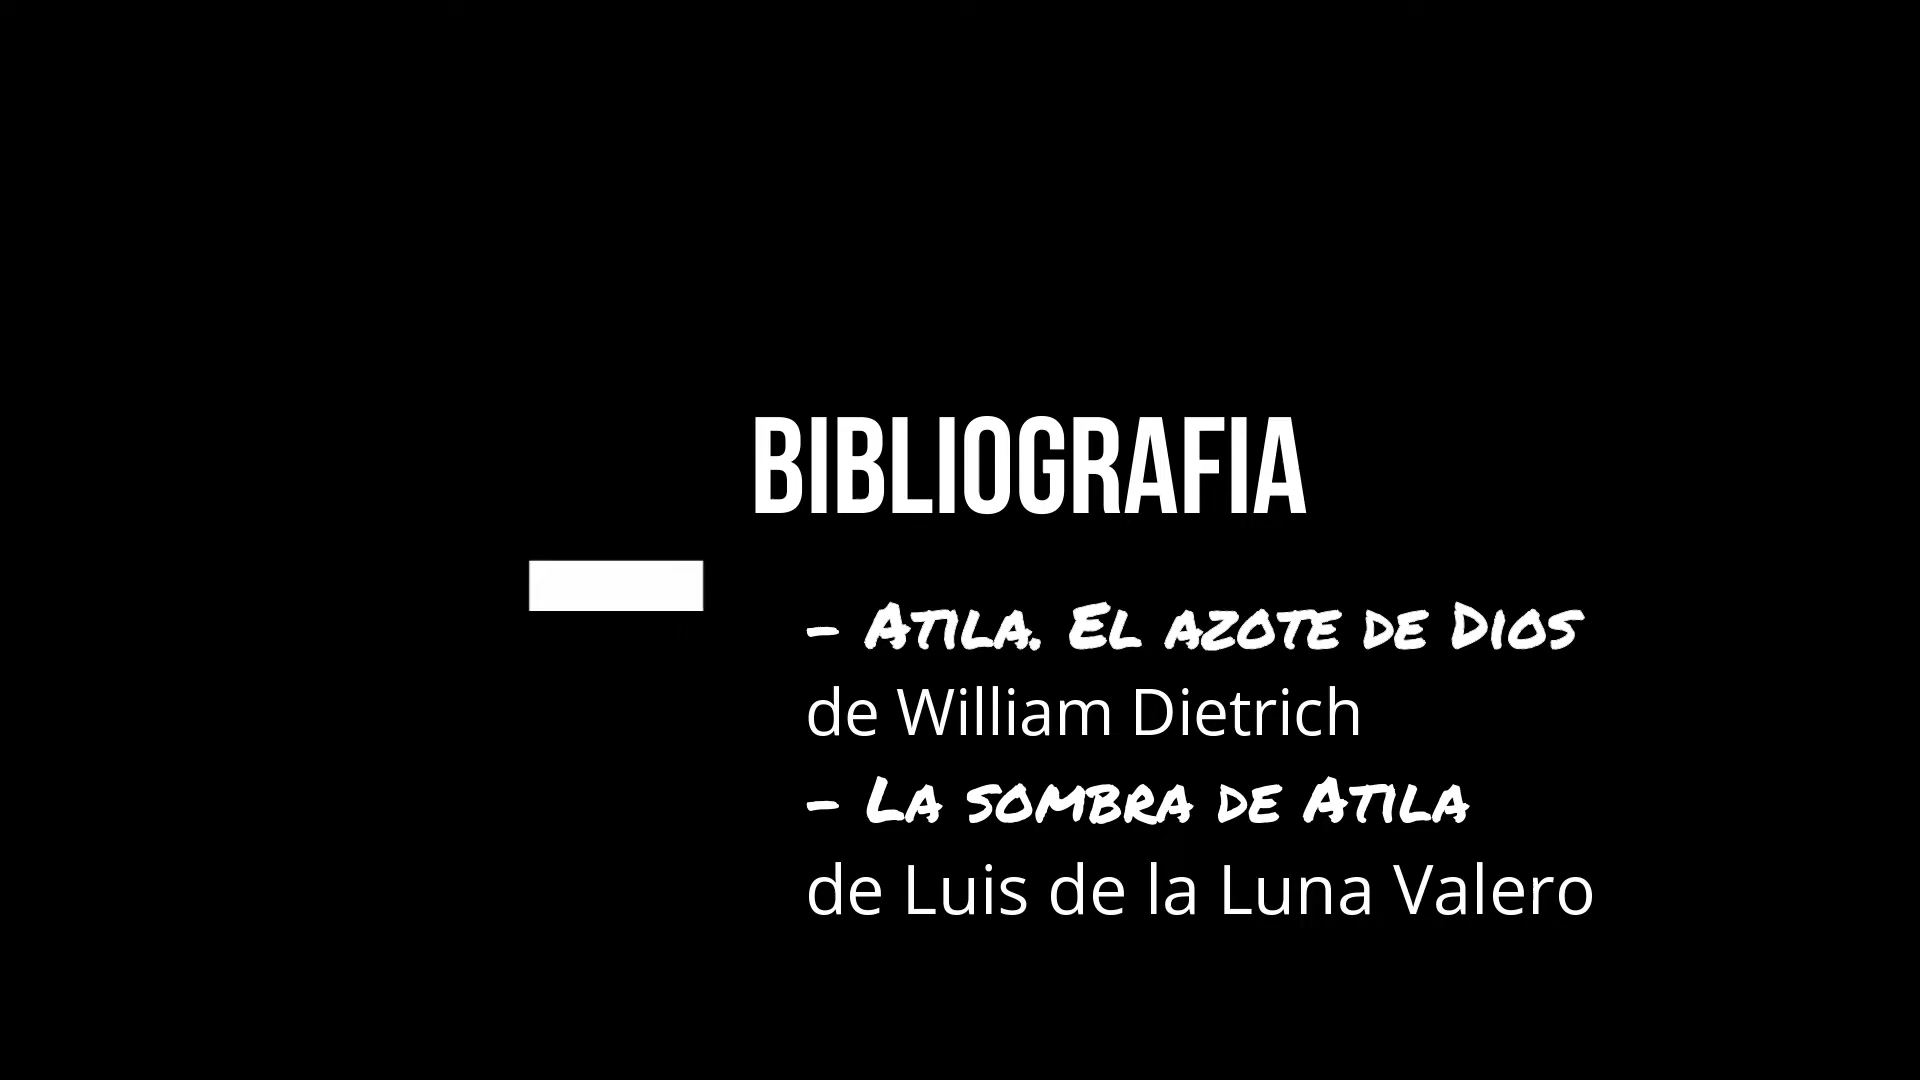 BIBLIOGRAFIA
- Atila. El azote de Dios
de William Dietrich
- La sombra de Atila
de Luis de la Luna Valero